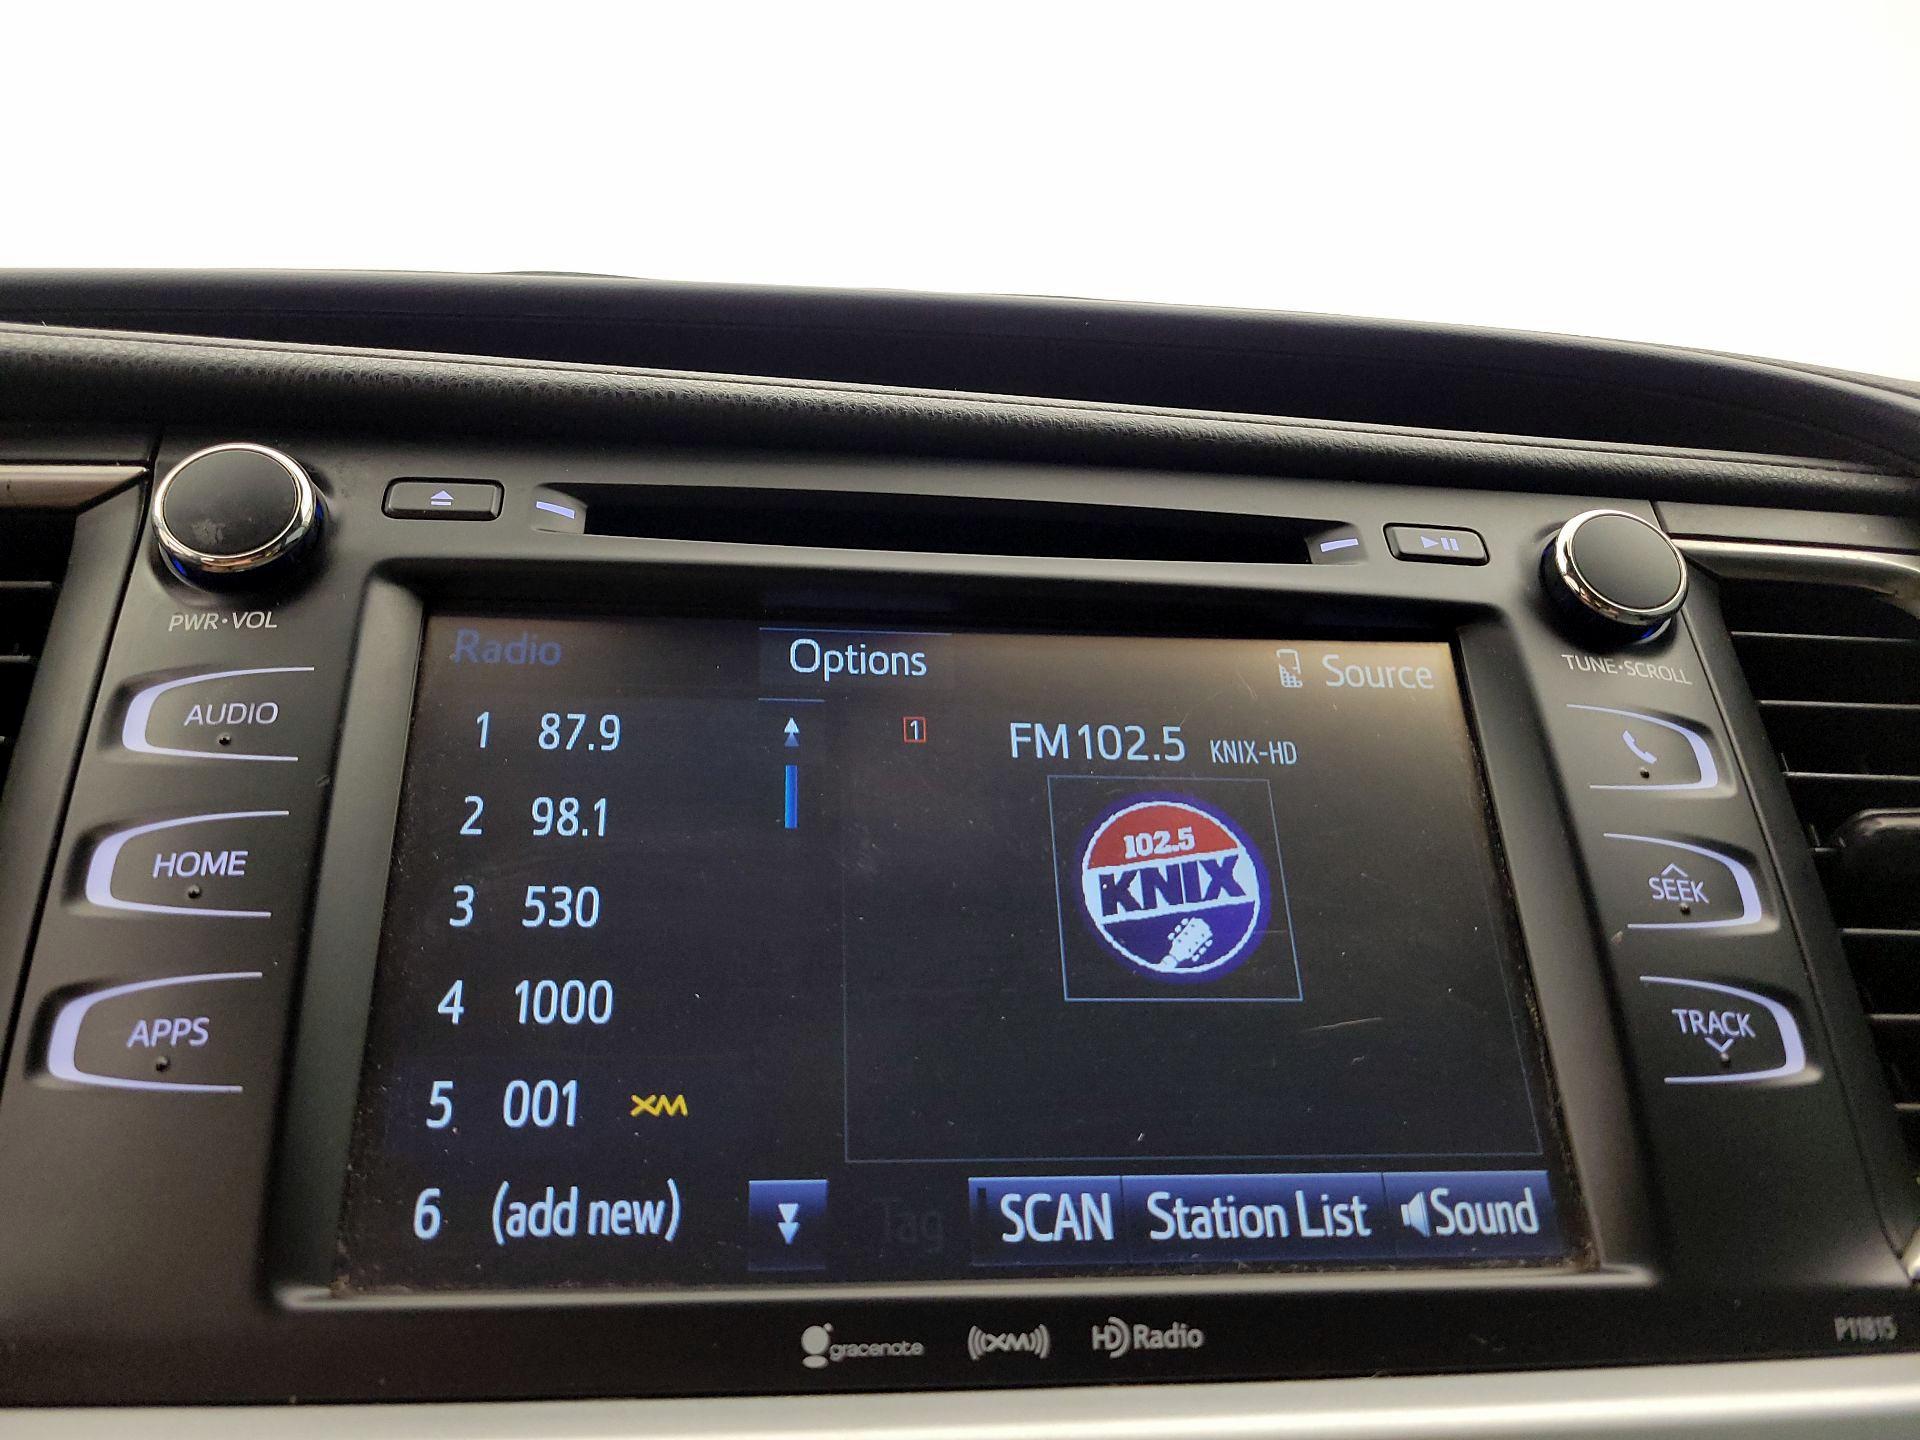 PWR·VOL
TUNE·SCROLL
AUDIO
HOME
APPS
SEEK
TRACK
Radio
Options
Source
1 87.9
2 98.1
3 530
4 1000
5 001 XM
6 (add new)
1
FM 102.5 KNIX-HD
102.5
KNIX
Tag
SCAN
Station List
Sound
gracenote
((XM))
HD Radio
P11815